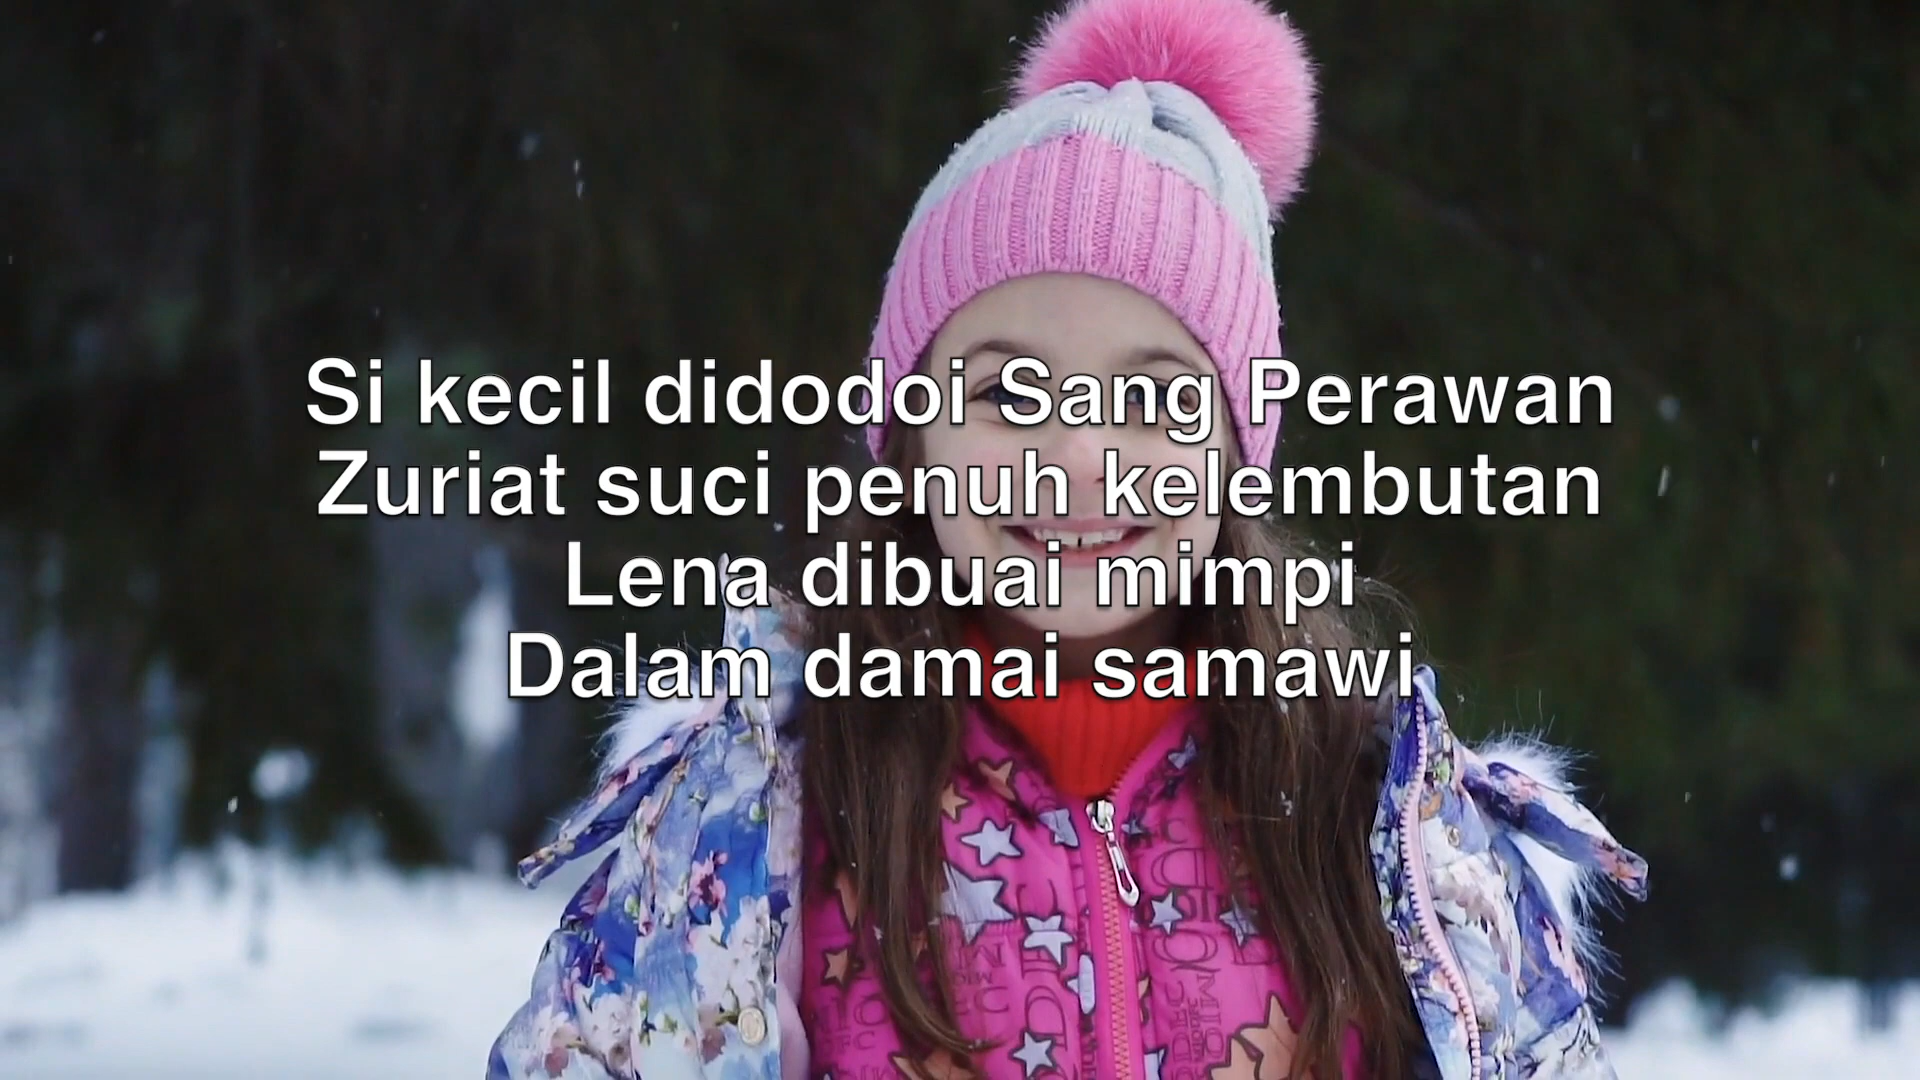 Si kecil didodoi Sang Perawan
Zuriat suci penuh kelembutan
Lena dibuai mimpi
Dalam damai samawi